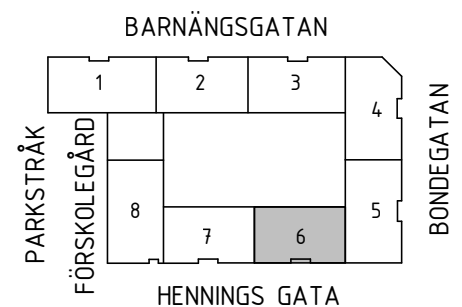 BARNÄNGSGATAN
1
2
3
4
PARKSTRÅK
FÖRSKOLEGÅRD
BONDEGATAN
8
7
6
5
HENNINGS GATA